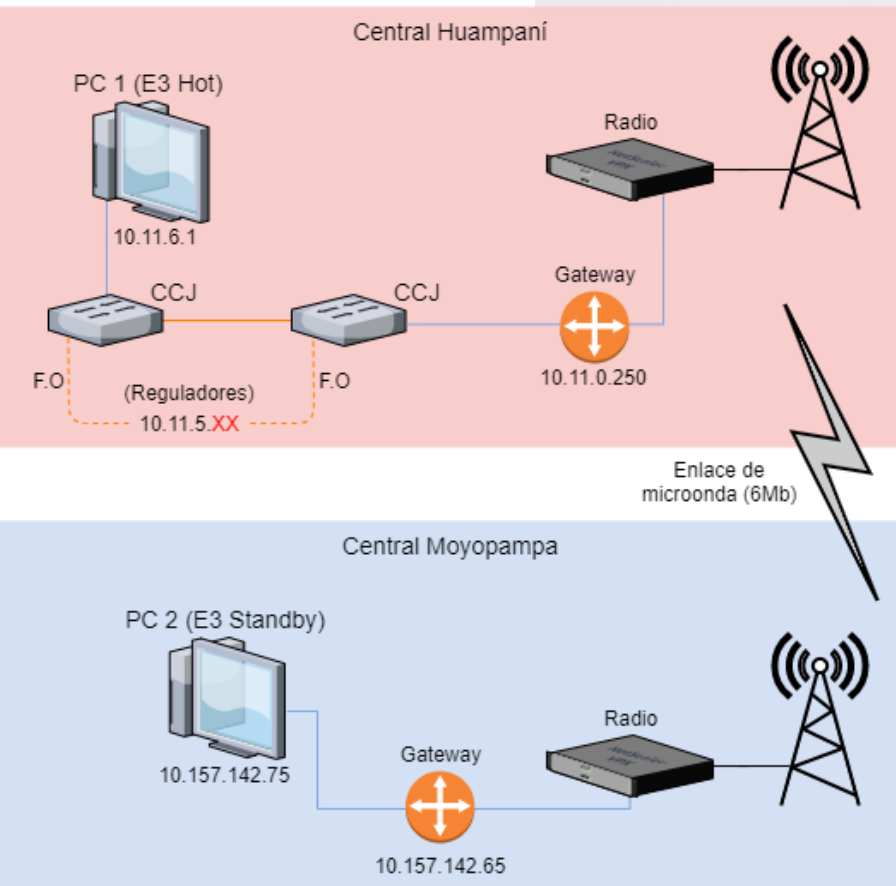 Central Huampaní
PC 1 (E3 Hot)
10.11.6.1
Radio
CCJ
CCJ
Gateway
10.11.0.250
F.O
F.O
(Reguladores)
10.11.5.XX
Enlace de
microonda (6Mb)
Central Moyopampa
PC 2 (E3 Standby)
10.157.142.75
Gateway
10.157.142.65
Radio